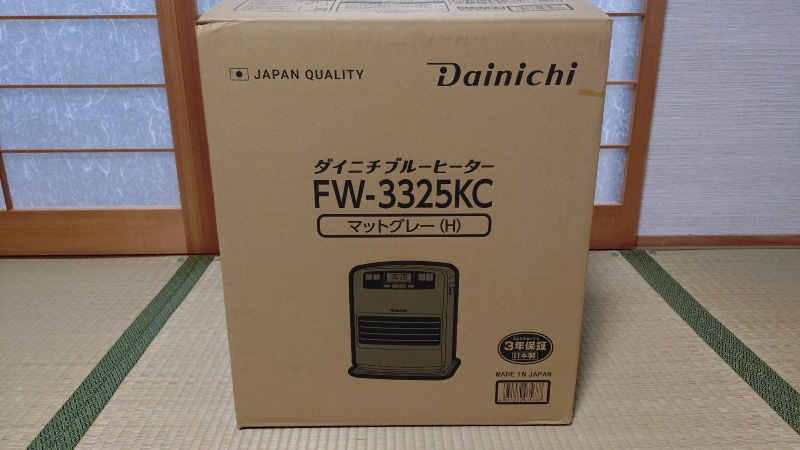 JAPAN QUALITY
Dainichi
ダイニチブルーヒーター
FW-3325KC
マットグレー(H)
3年保証
日本製
MADE IN JAPAN